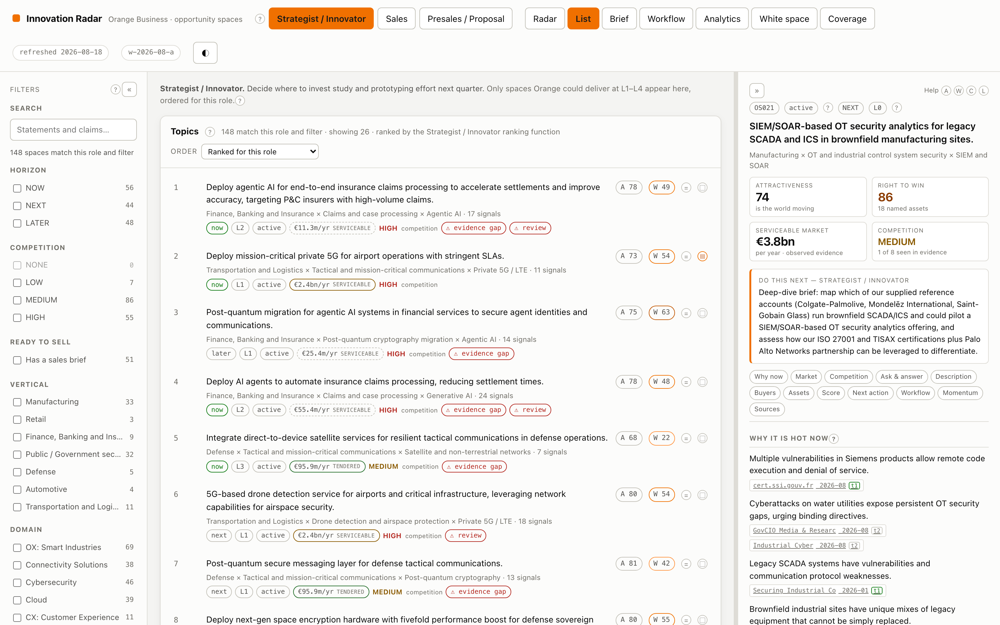 Innovation Radar Orange Business · opportunity spaces ? Strategist / Innovator Sales Presales / Proposal Radar List Brief Workflow Analytics White space Coverage
refreshed 2026-08-18 w-2026-08-a
FILTERS ? «
SEARCH
Statements and claims...
148 spaces match this role and filter
HORIZON
NOW 56
NEXT 44
LATER 48
COMPETITION
NONE 0
LOW 7
MEDIUM 86
HIGH 55
READY TO SELL
Has a sales brief 51
VERTICAL
Manufacturing 33
Retail 3
Finance, Banking and Ins... 9
Public / Government sec... 32
Defense 5
Automotive 4
Transportation and Logi... 11
DOMAIN
OX: Smart Industries 69
Connectivity Solutions 38
Cybersecurity 46
Cloud 39
CX: Customer Experience 11
Strategist / Innovator. Decide where to invest study and prototyping effort next quarter. Only spaces Orange could deliver at L1–L4 appear here,
ordered for this role. ?
Topics ? 148 match this role and filter · showing 26 · ranked by the Strategist / Innovator ranking function
ORDER Ranked for this role
1 Deploy agentic AI for end-to-end insurance claims processing to accelerate settlements and improve A 78 W 49 =
accuracy, targeting P&C insurers with high-volume claims.
Finance, Banking and Insurance × Claims and case processing × Agentic AI · 17 signals
now L2 active €11.3m/yr SERVICEABLE HIGH competition ⚠ evidence gap ⚠ review
2 Deploy mission-critical private 5G for airport operations with stringent SLAs. A 73 W 54 =
Transportation and Logistics × Tactical and mission-critical communications × Private 5G / LTE · 11 signals
now L1 active €2.4bn/yr SERVICEABLE HIGH competition
3 Post-quantum migration for agentic AI systems in financial services to secure agent identities and A 75 W 63 =
communications.
Finance, Banking and Insurance × Post-quantum cryptography migration × Agentic AI · 14 signals
later L1 active €25.4m/yr SERVICEABLE HIGH competition ⚠ evidence gap
4 Deploy AI agents to automate insurance claims processing, reducing settlement times. A 78 W 48 =
Finance, Banking and Insurance × Claims and case processing × Generative AI · 24 signals
now L2 active €55.4m/yr SERVICEABLE HIGH competition ⚠ evidence gap ⚠ review
5 Integrate direct-to-device satellite services for resilient tactical communications in defense operations. A 68 W 22 =
Defense × Tactical and mission-critical communications × Satellite and non-terrestrial networks · 7 signals
now L3 active €95.9m/yr TENDERED MEDIUM competition ⚠ evidence gap
6 5G-based drone detection service for airports and critical infrastructure, leveraging network A 80 W 54 =
capabilities for airspace security.
Transportation and Logistics × Drone detection and airspace protection × Private 5G / LTE · 18 signals
next L1 active €2.4bn/yr SERVICEABLE HIGH competition ⚠ review
7 Post-quantum secure messaging layer for defense tactical communications. A 81 W 42 =
Defense × Tactical and mission-critical communications × Post-quantum cryptography · 13 signals
next L1 active €95.9m/yr TENDERED MEDIUM competition ⚠ evidence gap
8 Deploy next-gen space encryption hardware with fivefold performance boost for defense sovereign A 80 W 55 =
» Help A W C L
OS021 active ? NEXT L0 ?
SIEM/SOAR-based OT security analytics for legacy
SCADA and ICS in brownfield manufacturing sites.
Manufacturing × OT and industrial control system security × SIEM and
SOAR
ATTRACTIVENESS
74
is the world moving
RIGHT TO WIN
86
18 named assets
SERVICEABLE MARKET
€3.8bn
per year · observed evidence
COMPETITION
MEDIUM
1 of 8 seen in evidence
DO THIS NEXT — STRATEGIST / INNOVATOR
Deep-dive brief: map which of our supplied reference
accounts (Colgate-Palmolive, Mondelēz International, Saint-
Gobain Glass) run brownfield SCADA/ICS and could pilot a
SIEM/SOAR-based OT security analytics offering, and
assess how our ISO 27001 and TISAX certifications plus Palo
Alto Networks partnership can be leveraged to differentiate.
Why now Market Competition Ask & answer Description
Buyers Assets Score Next action Workflow Momentum
Sources
WHY IT IS HOT NOW ?
Multiple vulnerabilities in Siemens products allow remote code
execution and denial of service.
cert.ssi.gouv.fr 2026-08 t1
Cyberattacks on water utilities expose persistent OT security
gaps, urging binding directives.
GovCIO Media & Researc 2026-08 t2
Industrial Cyber 2026-08 t2
Legacy SCADA systems have vulnerabilities and
communication protocol weaknesses.
Securing Industrial Co 2026-01 t1
Brownfield industrial sites have unique mixes of legacy
equipment that cannot be simply replaced.